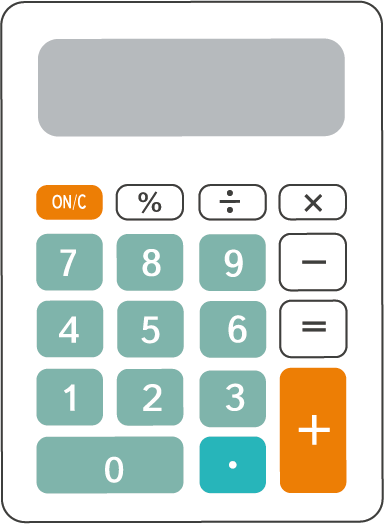 ON/C % ÷ ×
7 8 9 −
4 5 6 =
1 2 3 +
0 .